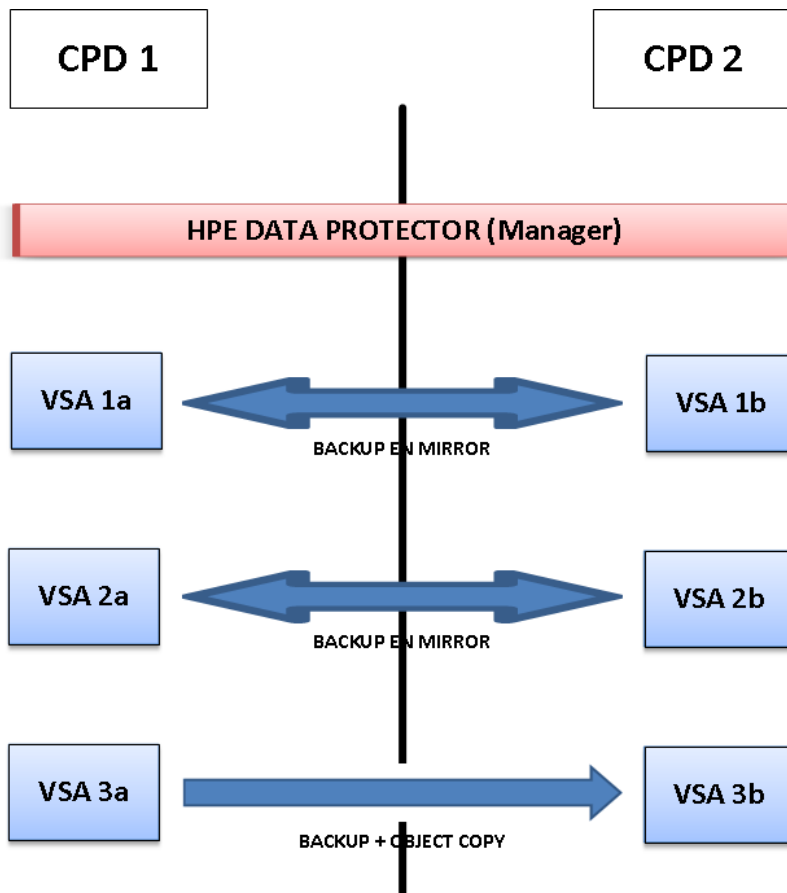 CPD 1
CPD 2
HPE DATA PROTECTOR (Manager)
VSA 1a
VSA 1b
BACKUP EN MIRROR
VSA 2a
VSA 2b
BACKUP EN MIRROR
VSA 3a
VSA 3b
BACKUP + OBJECT COPY